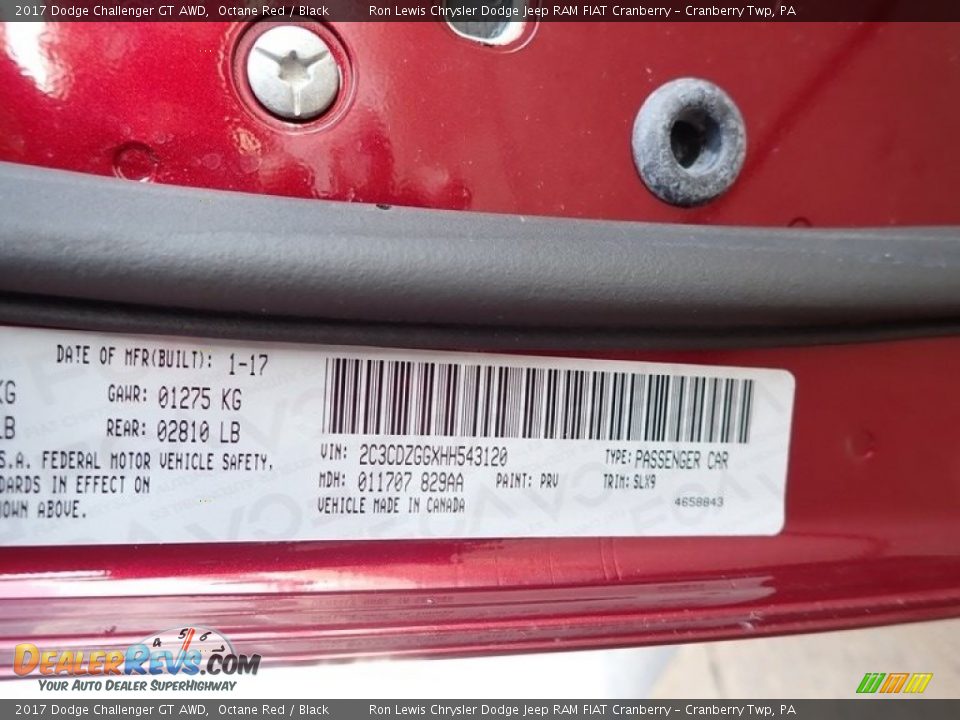 2017 Dodge Challenger GT AWD,  Octane Red / Black        Ron Lewis Chrysler Dodge Jeep RAM FIAT Cranberry – Cranberry Twp, PA
DATE OF MFR(BUILT): 1-17
KG GAWR: 01275 KG
LB REAR: 02810 LB
S.A. FEDERAL MOTOR VEHICLE SAFETY,
DARDS IN EFFECT ON
HOWN ABOVE.
VIN: 2C3CDZGGXHH543120 TYPE: PASSENGER CAR
MDH: 011707 829AA PAINT: PRV TRIM: SLX9
VEHICLE MADE IN CANADA 4658843
4 5 6
DEALERREVS.COM
YOUR AUTO DEALER SUPERHIGHWAY
2017 Dodge Challenger GT AWD,  Octane Red / Black        Ron Lewis Chrysler Dodge Jeep RAM FIAT Cranberry – Cranberry Twp, PA